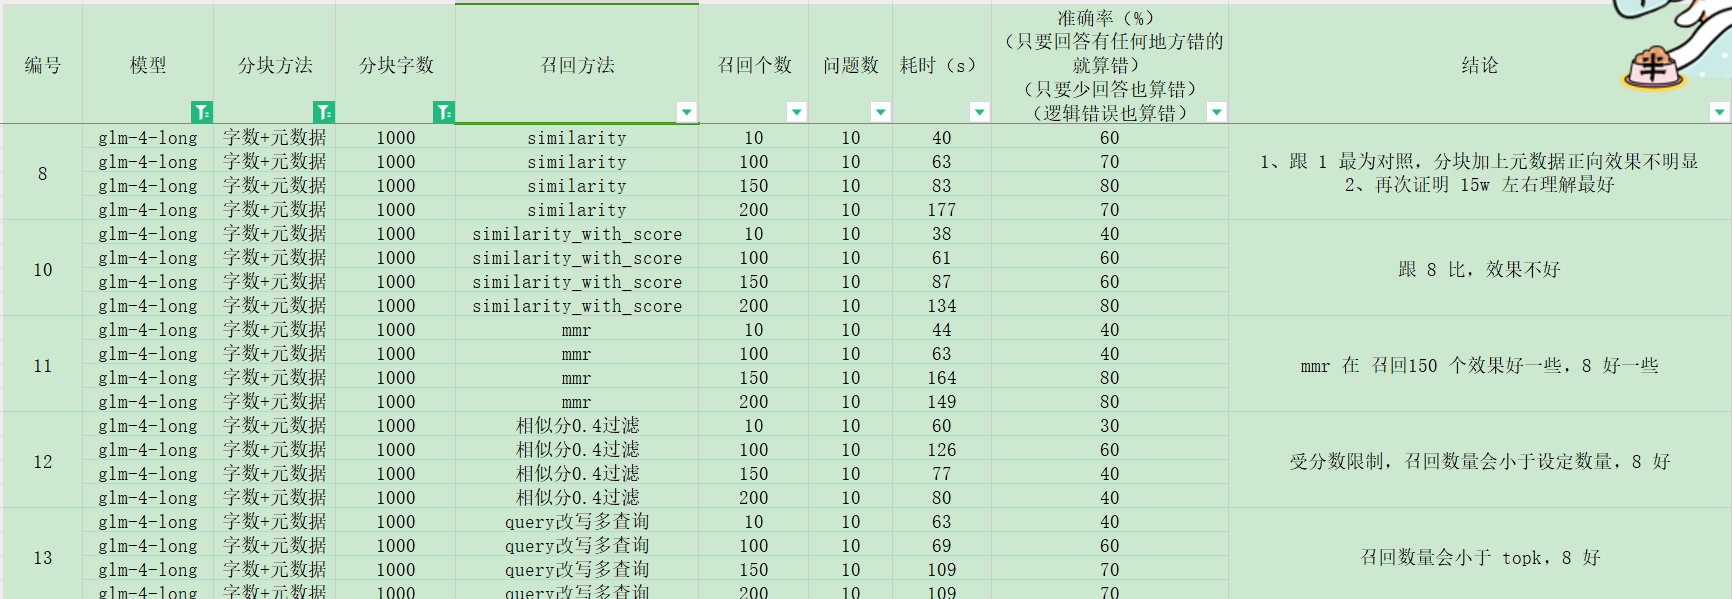 编号 模型 分块方法 分块字数 召回方法 召回个数 问题数 耗时（s） 准确率（%） 结论
（只要回答有任何地方错的
就算错）
（只要少回答也算错）
（逻辑错误也算错）
8 glm-4-long 字数+元数据 1000 similarity 10 10 40 60
glm-4-long 字数+元数据 1000 similarity 100 10 63 70 1、跟 1 最为对照，分块加上元数据正向效果不明显
glm-4-long 字数+元数据 1000 similarity 150 10 83 80 2、再次证明 15w 左右理解最好
glm-4-long 字数+元数据 1000 similarity 200 10 177 70
10 glm-4-long 字数+元数据 1000 similarity_with_score 10 10 38 40
glm-4-long 字数+元数据 1000 similarity_with_score 100 10 61 60 跟 8 比，效果不好
glm-4-long 字数+元数据 1000 similarity_with_score 150 10 87 60
glm-4-long 字数+元数据 1000 similarity_with_score 200 10 134 80
11 glm-4-long 字数+元数据 1000 mmr 10 10 44 40
glm-4-long 字数+元数据 1000 mmr 100 10 63 40 mmr 在 召回150 个效果好一些，8 好一些
glm-4-long 字数+元数据 1000 mmr 150 10 164 80
glm-4-long 字数+元数据 1000 mmr 200 10 149 80
12 glm-4-long 字数+元数据 1000 相似分0.4过滤 10 10 60 30
glm-4-long 字数+元数据 1000 相似分0.4过滤 100 10 126 60 受分数限制，召回数量会小于设定数量，8 好
glm-4-long 字数+元数据 1000 相似分0.4过滤 150 10 77 40
glm-4-long 字数+元数据 1000 相似分0.4过滤 200 10 80 40
13 glm-4-long 字数+元数据 1000 query改写多查询 10 10 63 40
glm-4-long 字数+元数据 1000 query改写多查询 100 10 69 60 召回数量会小于 topk，8 好
glm-4-long 字数+元数据 1000 query改写多查询 150 10 109 70
glm-4-long 字数+元数据 1000 query改写多查询 200 10 109 70